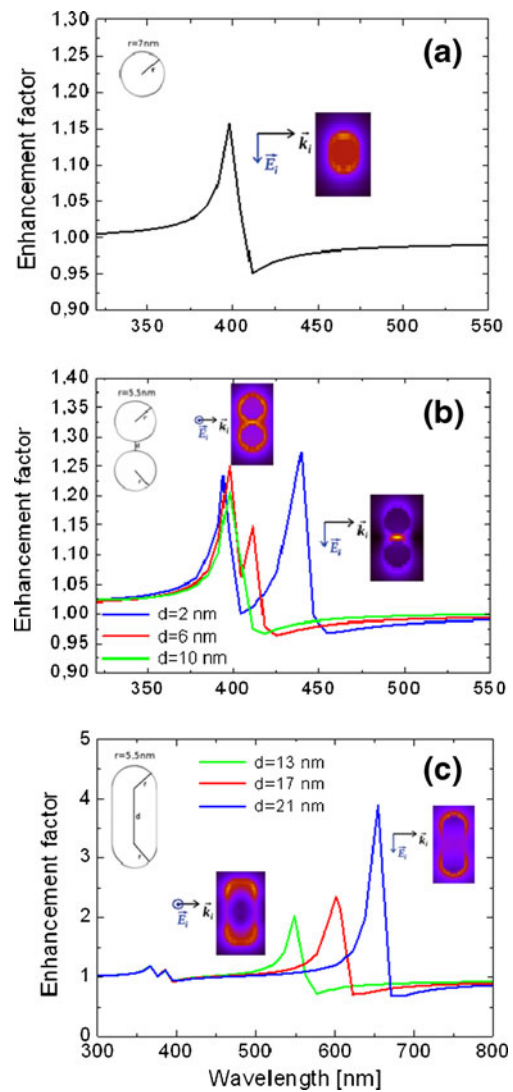 r=7nm
r
(a)
Enhancement factor
1,30
1,25
1,20
1,15
1,10
1.05
1.00
0,95
0,90
k⃗i
E⃗i
350 400 450 500 550
r=5.5nm
r
d
r
(b)
Enhancement factor
1,40
1,35
1,30
1,25
1,20
1.15
1.10
1.05
1.00
0.95
0,90
k⃗i
E⃗i
k⃗i
E⃗i
d=2 nm
d=6 nm
d=10 nm
350 400 450 500 550
r=5.5nm
r
d
r
(c)
Enhancement factor
5
4
3
2
1
0
d=13 nm
d=17 nm
d=21 nm
k⃗i
E⃗i
k⃗i
E⃗i
300 400 500 600 700 800
Wavelength [nm]